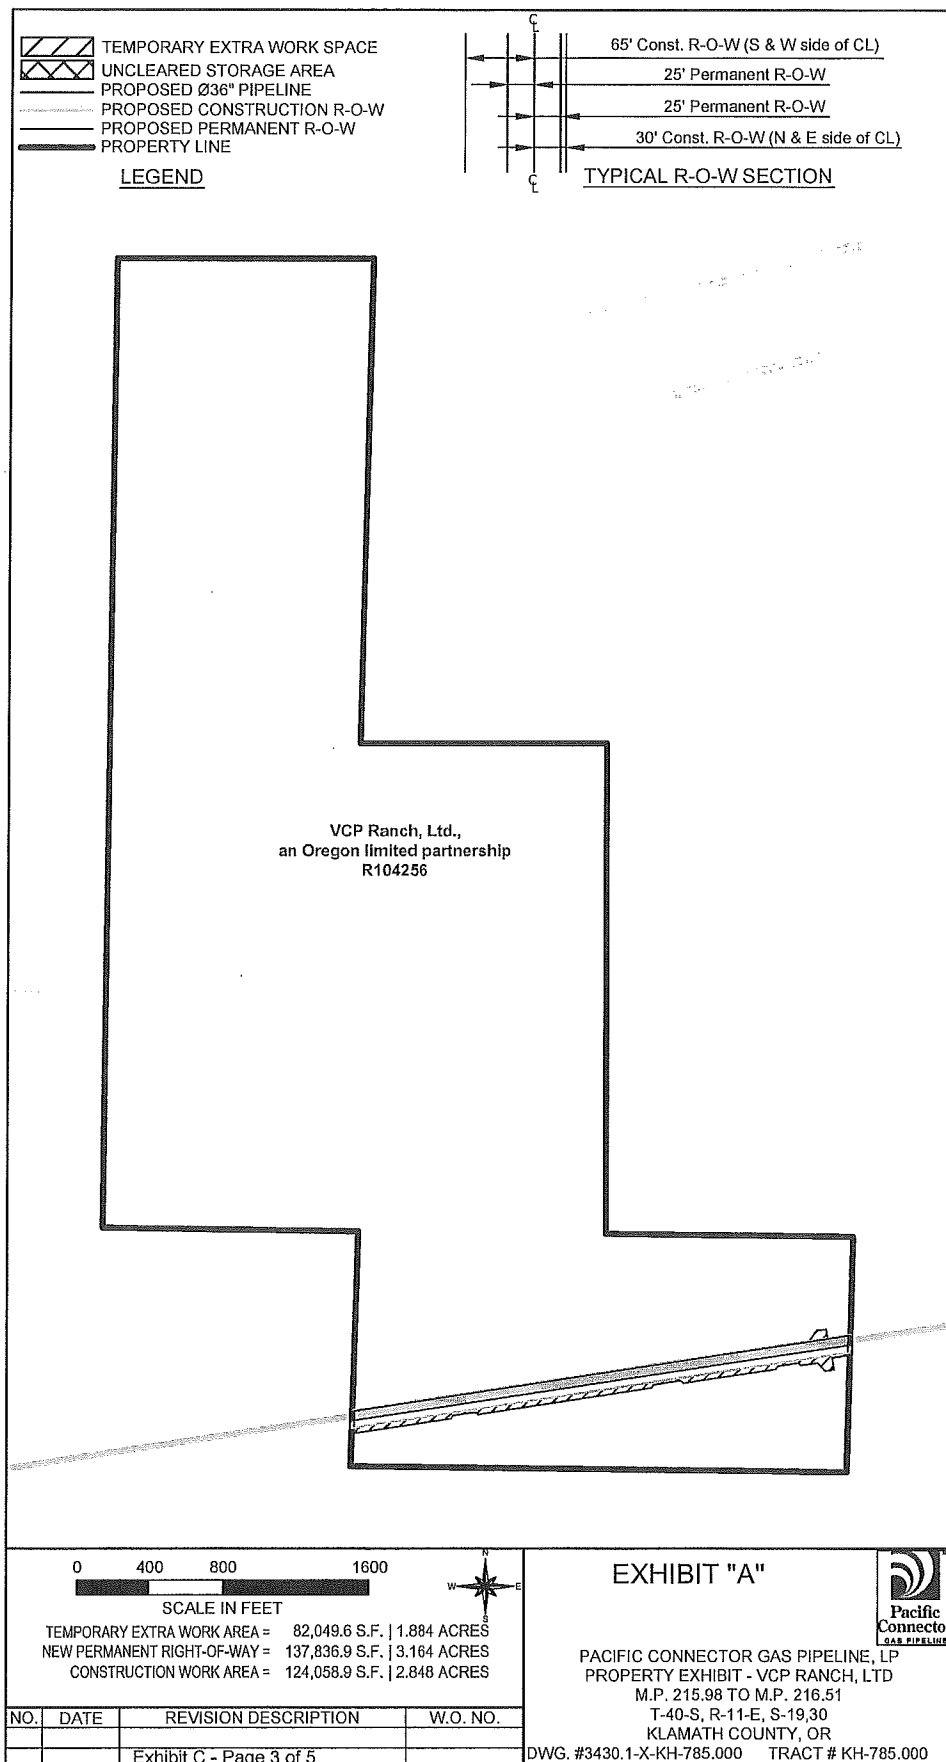 TEMPORARY EXTRA WORK SPACE
UNCLEARED STORAGE AREA
PROPOSED Ø36" PIPELINE
PROPOSED CONSTRUCTION R-O-W
PROPOSED PERMANENT R-O-W
PROPERTY LINE
LEGEND
CL
65' Const. R-O-W (S & W side of CL)
25' Permanent R-O-W
25' Permanent R-O-W
30' Const. R-O-W (N & E side of CL)
CL
TYPICAL R-O-W SECTION
VCP Ranch, Ltd.,
an Oregon limited partnership
R104256
0 400 800 1600
SCALE IN FEET
N
W E
S
TEMPORARY EXTRA WORK AREA = 82,049.6 S.F. | 1.884 ACRES
NEW PERMANENT RIGHT-OF-WAY = 137,836.9 S.F. | 3.164 ACRES
CONSTRUCTION WORK AREA = 124,058.9 S.F. | 2.848 ACRES
NO. DATE REVISION DESCRIPTION W.O. NO.
Exhibit C - Page 3 of 5
EXHIBIT "A"
Pacific
Connecto
GAS PIPELINE
PACIFIC CONNECTOR GAS PIPELINE, LP
PROPERTY EXHIBIT - VCP RANCH, LTD
M.P. 215.98 TO M.P. 216.51
T-40-S, R-11-E, S-19,30
KLAMATH COUNTY, OR
DWG. #3430.1-X-KH-785.000 TRACT # KH-785.000